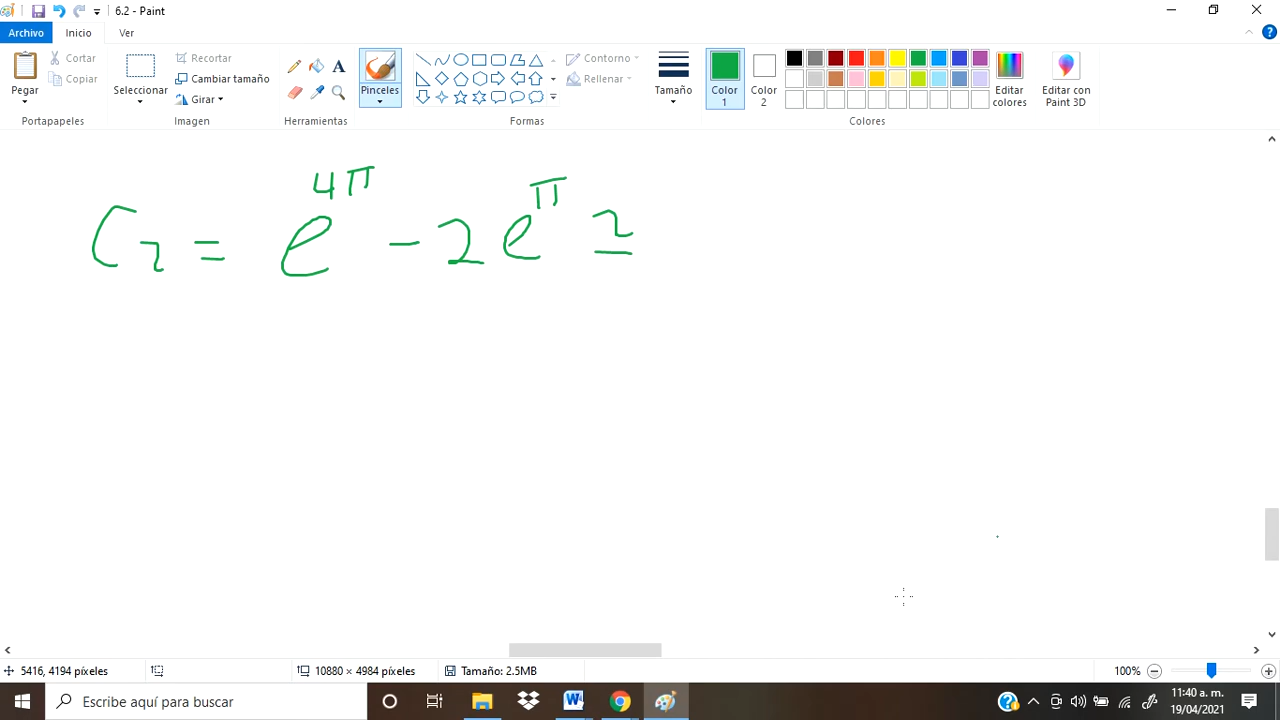 6.2 - Paint
Archivo Inicio Ver
Pegar Cortar Copiar Seleccionar Recortar Cambiar tamaño Girar A Pinceles Contorno Rellenar Tamaño Color 1 Color 2 Editar colores Editar con Paint 3D
Portapapeles Imagen Herramientas Formas Colores
C₂ = e^{4π} - 2e^{π} 2
5416, 4194 píxeles 10880 × 4984 píxeles Tamaño: 2.5MB 100%
Escribe aquí para buscar 11:40 a. m.
19/04/2021